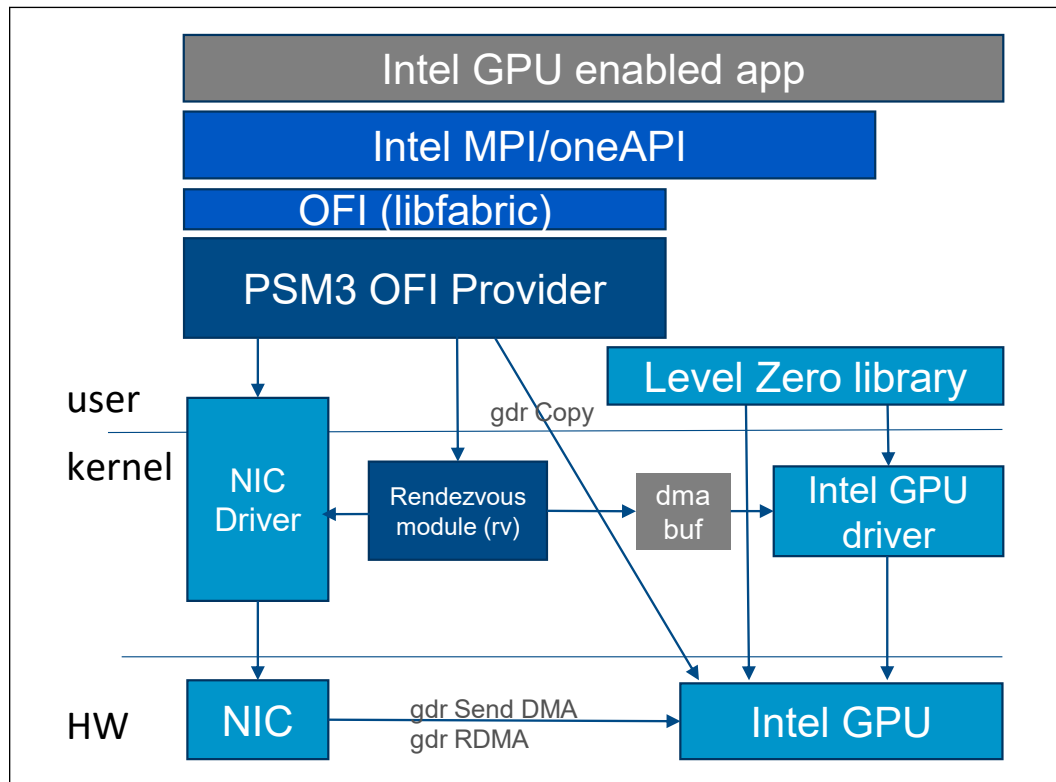 Intel GPU enabled app
Intel MPI/oneAPI
OFI (libfabric)
PSM3 OFI Provider
Level Zero library
user
gdr Copy
kernel
NIC
Driver
Rendezvous
module (rv)
dma
buf
Intel GPU
driver
HW
NIC
gdr Send DMA
gdr RDMA
Intel GPU